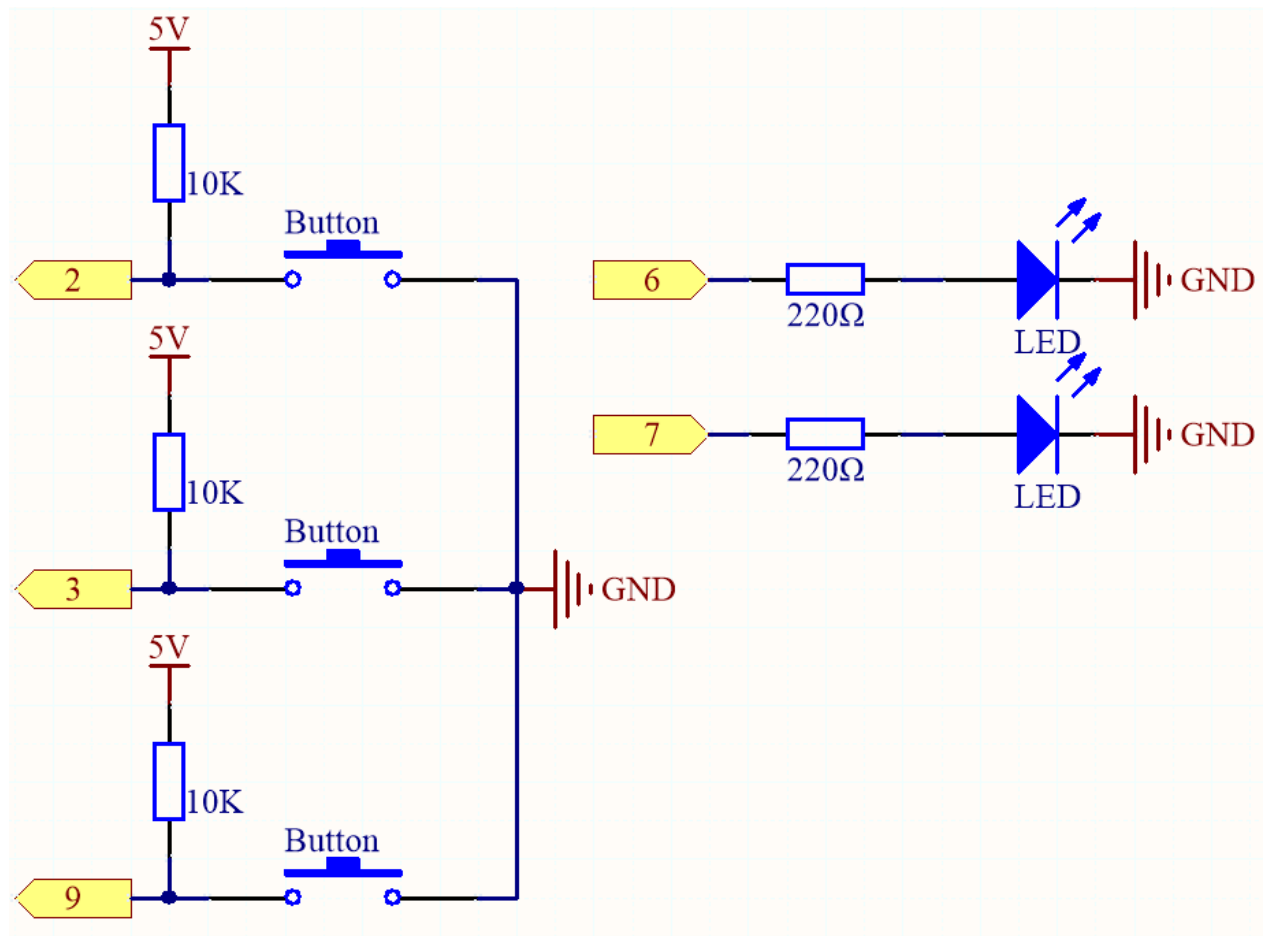 5V
10K
Button
2
5V
10K
Button
3
GND
5V
10K
Button
9
6
220Ω
LED
GND
7
220Ω
LED
GND